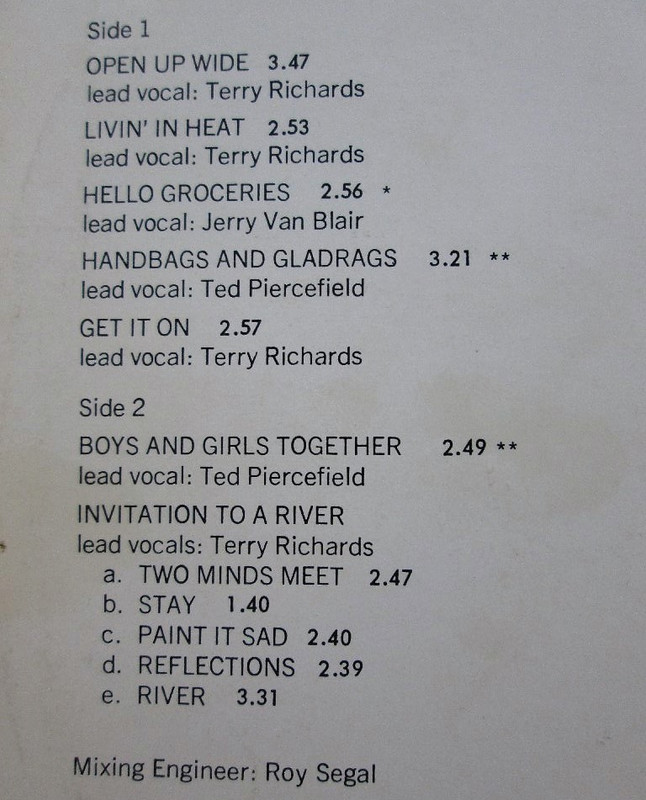 Side 1
OPEN UP WIDE 3.47
lead vocal: Terry Richards
LIVIN' IN HEAT 2.53
lead vocal: Terry Richards
HELLO GROCERIES 2.56 *
lead vocal: Jerry Van Blair
HANDBAGS AND GLADRAGS 3.21 **
lead vocal: Ted Piercefield
GET IT ON 2.57
lead vocal: Terry Richards
Side 2
BOYS AND GIRLS TOGETHER 2.49 **
lead vocal: Ted Piercefield
INVITATION TO A RIVER
lead vocals: Terry Richards
a. TWO MINDS MEET 2.47
b. STAY 1.40
c. PAINT IT SAD 2.40
d. REFLECTIONS 2.39
e. RIVER 3.31
Mixing Engineer: Roy Segal